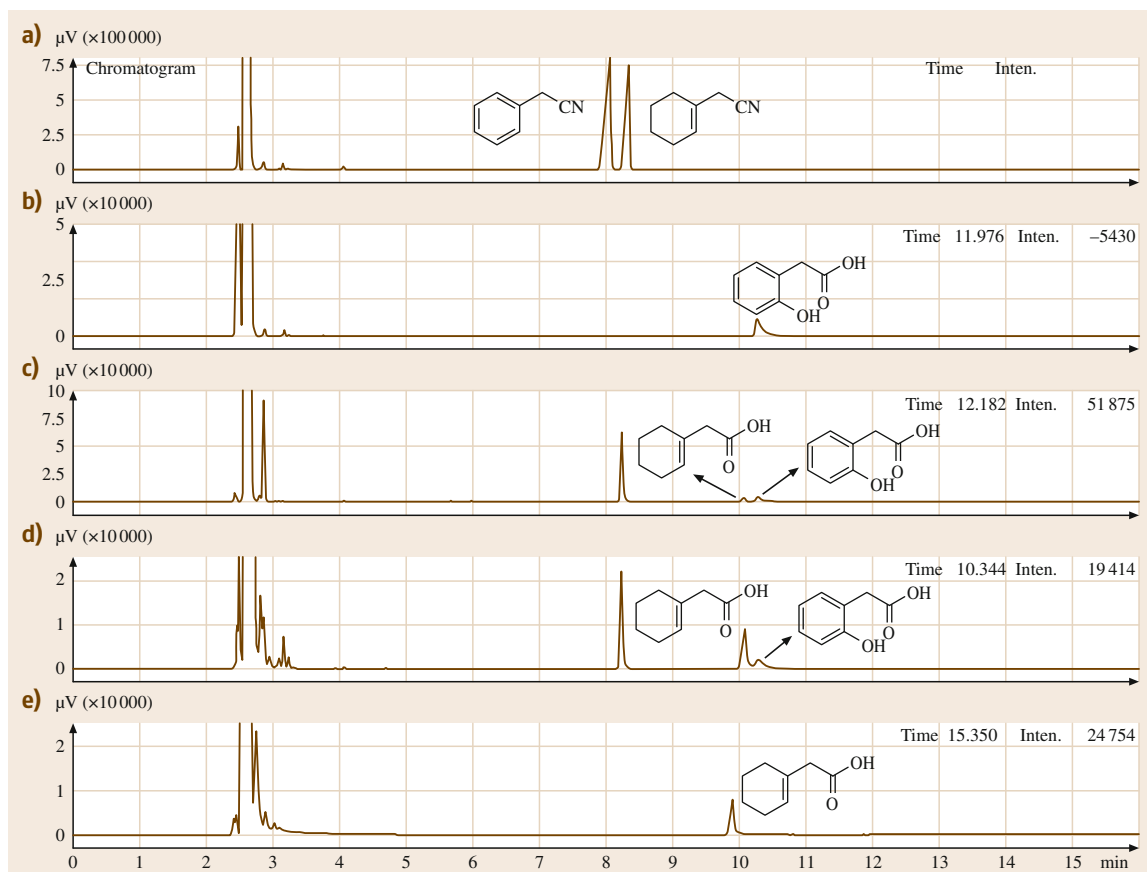 a) µV (×100 000)
7.5 Chromatogram Time Inten.
5
2.5
0
CN
CN
b) µV (×10 000)
5
Time 11.976 Inten. –5430
2.5
0
OH
O
OH
c) µV (×10 000)
10
Time 12.182 Inten. 51 875
7.5
5
2.5
0
OH
O
OH
O
OH
d) µV (×10 000)
Time 10.344 Inten. 19 414
2
1
0
OH
O
OH
O
OH
e) µV (×10 000)
Time 15.350 Inten. 24 754
2
1
0
OH
O
0 1 2 3 4 5 6 7 8 9 10 11 12 13 14 15 min